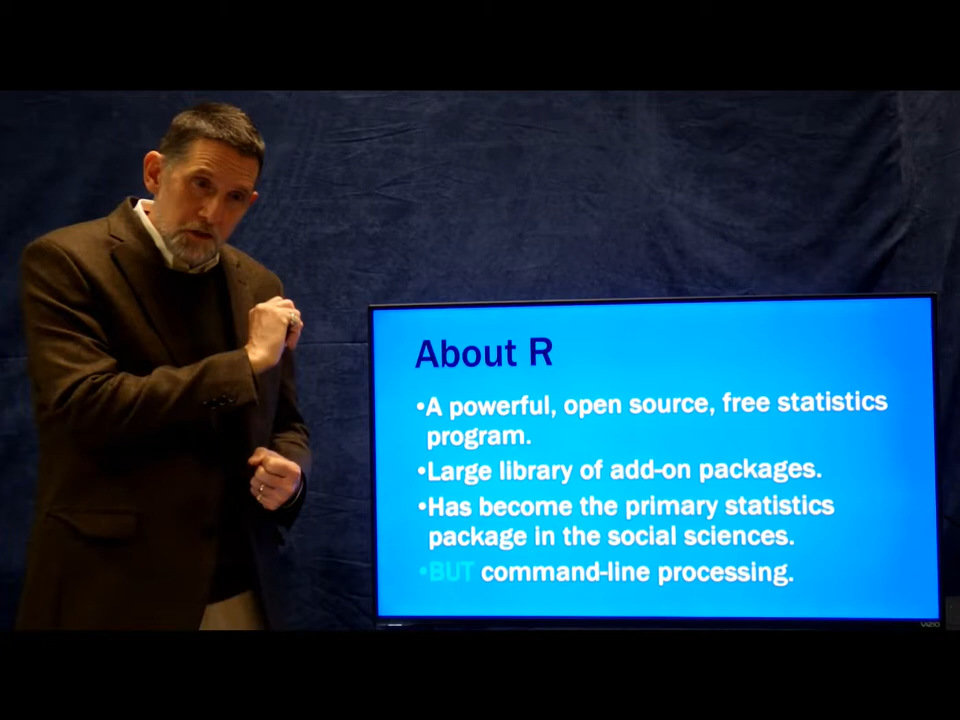 About R
•A powerful, open source, free statistics
program.
•Large library of add-on packages.
•Has become the primary statistics
package in the social sciences.
•BUT command-line processing.
VIZIO